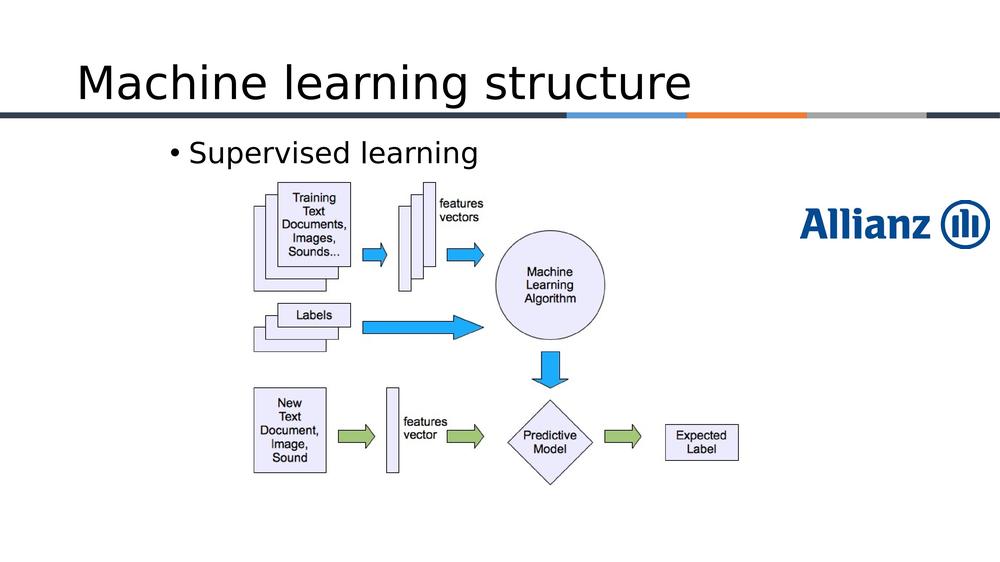 Machine learning structure
• Supervised learning
Training
Text
Documents,
Images,
Sounds...
features
vectors
Allianz
Machine
Learning
Algorithm
Labels
New
Text
Document,
Image,
Sound
features
vector
Predictive
Model
Expected
Label